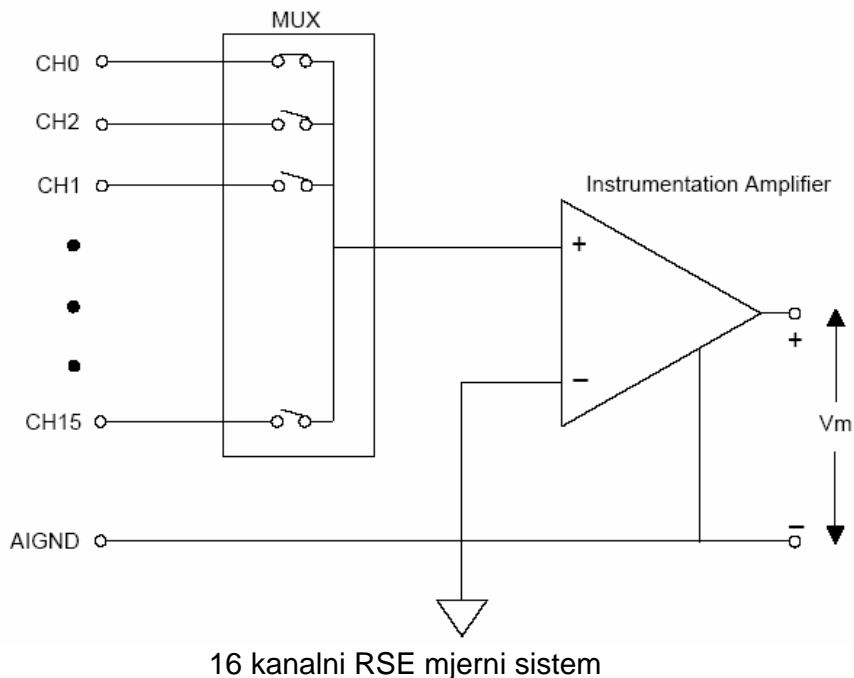 MUX
CH0
CH2
CH1
Instrumentation Amplifier
+
−
+
CH15
Vm
AIGND
−
16 kanalni RSE mjerni sistem